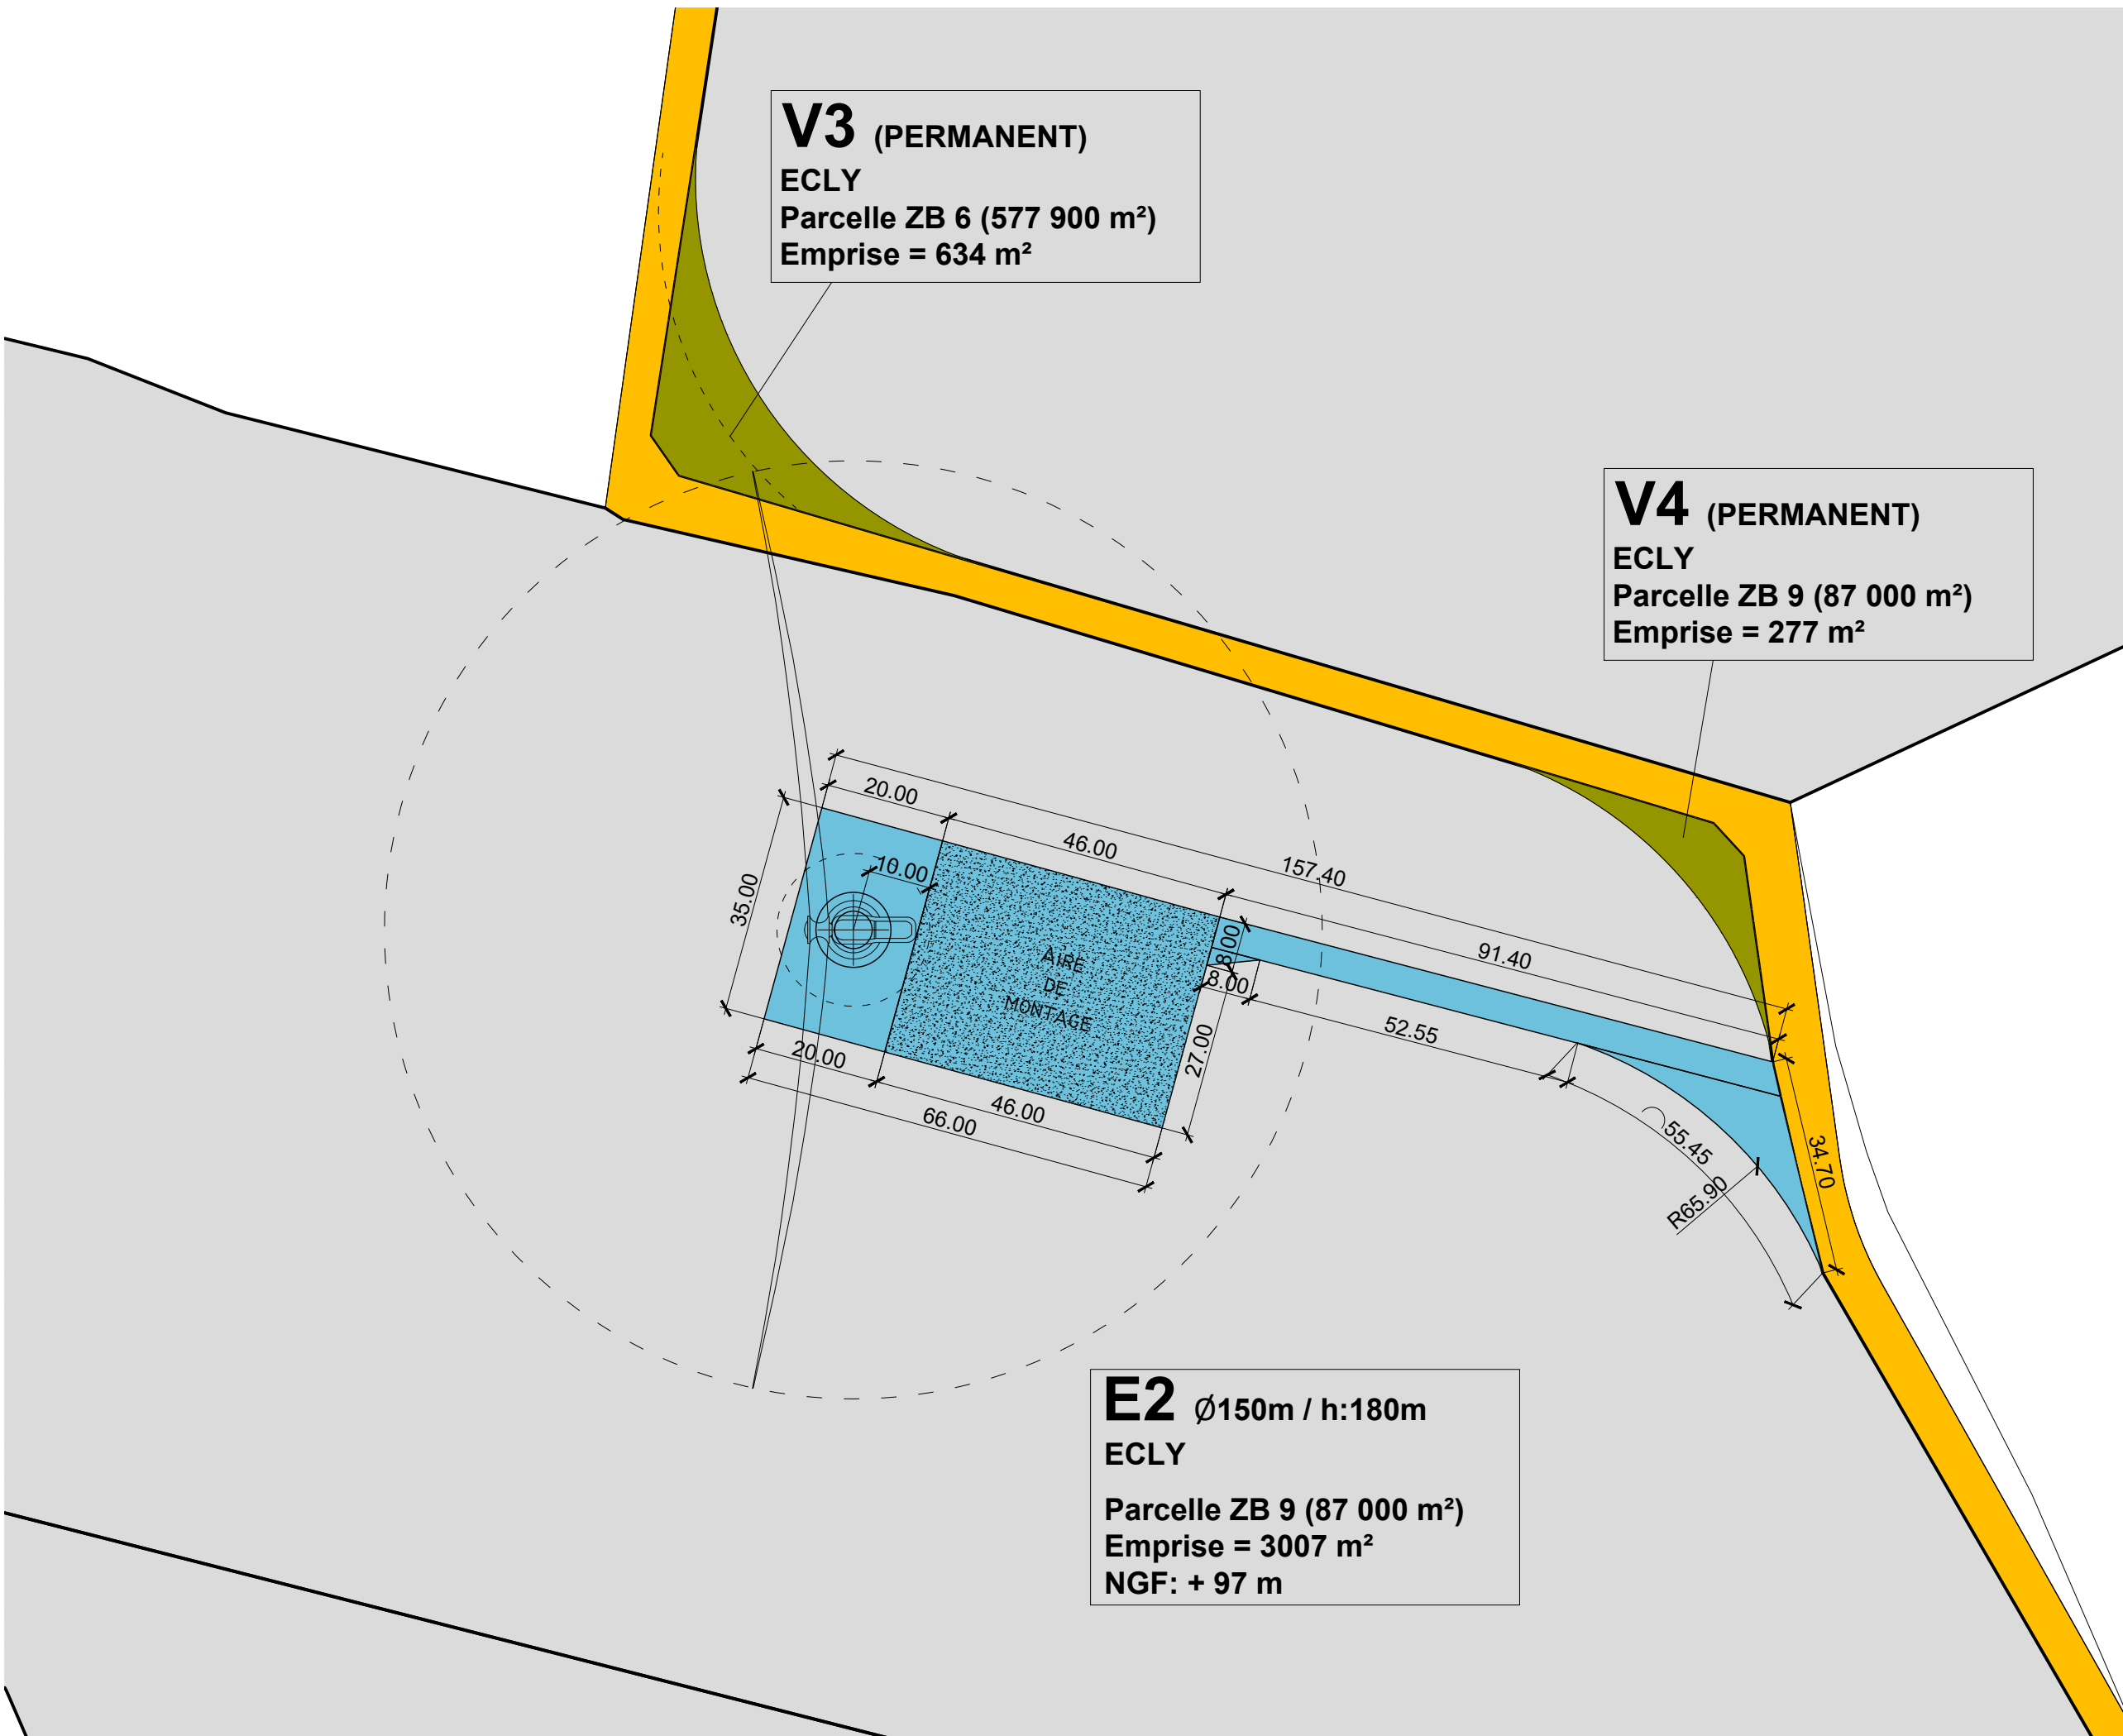 V3 (PERMANENT)
ECLY
Parcelle ZB 6 (577 900 m²)
Emprise = 634 m²
V4 (PERMANENT)
ECLY
Parcelle ZB 9 (87 000 m²)
Emprise = 277 m²
20.00
46.00
157.40
10.00
35.00
91.40
8.00
8.00
AIRE
DE
MONTAGE
52.55
27.00
20.00
46.00
66.00
55.45
34.70
R65.90
E2 Ø150m / h:180m
ECLY
Parcelle ZB 9 (87 000 m²)
Emprise = 3007 m²
NGF: + 97 m